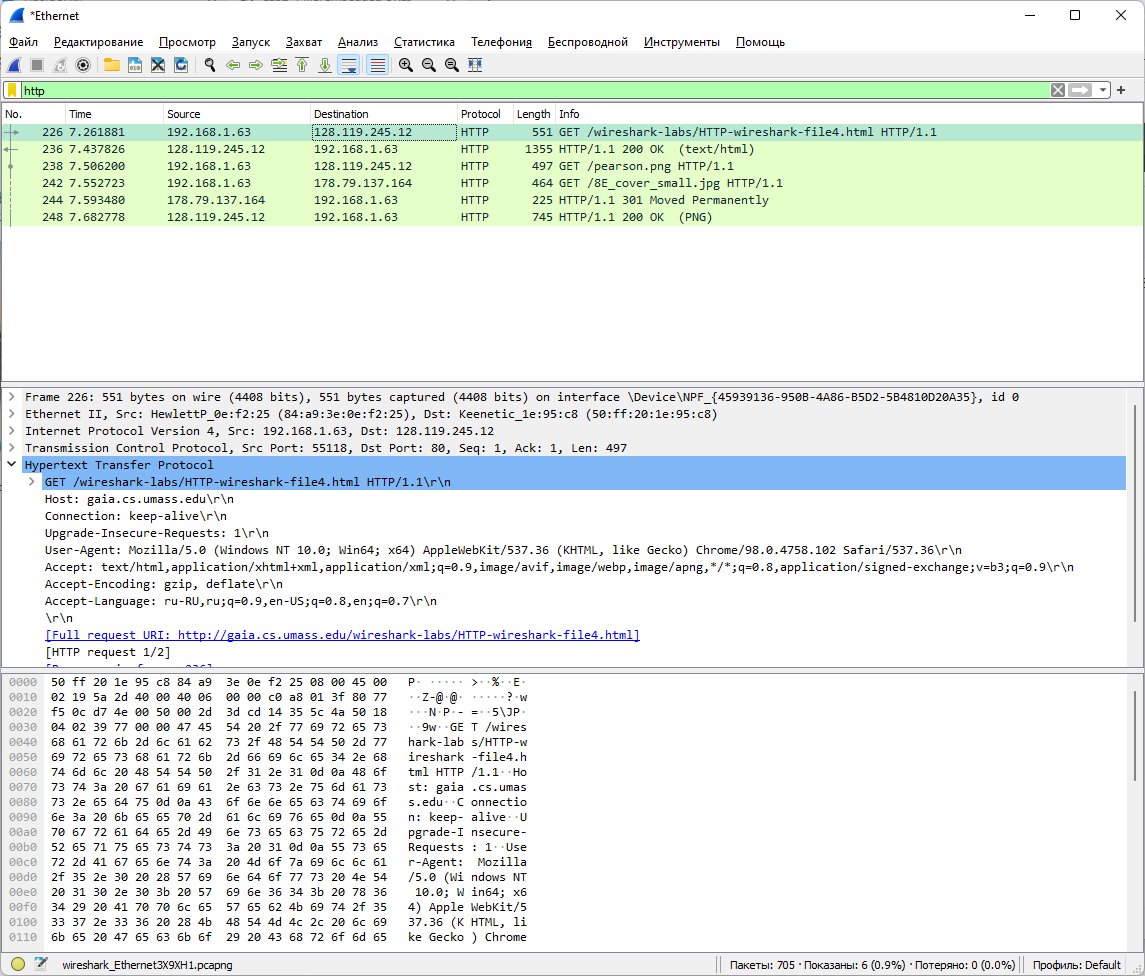 *Ethernet
Файл Редактирование Просмотр Запуск Захват Анализ Статистика Телефония Беспроводной Инструменты Помощь
http
No. Time Source Destination Protocol Length Info
226 7.261881 192.168.1.63 128.119.245.12 HTTP 551 GET /wireshark-labs/HTTP-wireshark-file4.html HTTP/1.1
236 7.437826 128.119.245.12 192.168.1.63 HTTP 1355 HTTP/1.1 200 OK (text/html)
238 7.506200 192.168.1.63 128.119.245.12 HTTP 497 GET /pearson.png HTTP/1.1
242 7.552723 192.168.1.63 178.79.137.164 HTTP 464 GET /8E_cover_small.jpg HTTP/1.1
244 7.593480 178.79.137.164 192.168.1.63 HTTP 225 HTTP/1.1 301 Moved Permanently
248 7.682778 128.119.245.12 192.168.1.63 HTTP 745 HTTP/1.1 200 OK (PNG)
Frame 226: 551 bytes on wire (4408 bits), 551 bytes captured (4408 bits) on interface \Device\NPF_{45939136-950B-4A86-B5D2-5B4810D20A35}, id 0
Ethernet II, Src: HewlettP_0e:f2:25 (84:a9:3e:0e:f2:25), Dst: Keenetic_1e:95:c8 (50:ff:20:1e:95:c8)
Internet Protocol Version 4, Src: 192.168.1.63, Dst: 128.119.245.12
Transmission Control Protocol, Src Port: 55118, Dst Port: 80, Seq: 1, Ack: 1, Len: 497
Hypertext Transfer Protocol
GET /wireshark-labs/HTTP-wireshark-file4.html HTTP/1.1\r\n
Host: gaia.cs.umass.edu\r\n
Connection: keep-alive\r\n
Upgrade-Insecure-Requests: 1\r\n
User-Agent: Mozilla/5.0 (Windows NT 10.0; Win64; x64) AppleWebKit/537.36 (KHTML, like Gecko) Chrome/98.0.4758.102 Safari/537.36\r\n
Accept: text/html,application/xhtml+xml,application/xml;q=0.9,image/avif,image/webp,image/apng,*/*;q=0.8,application/signed-exchange;v=b3;q=0.9\r\n
Accept-Encoding: gzip, deflate\r\n
Accept-Language: ru-RU,ru;q=0.9,en-US;q=0.8,en;q=0.7\r\n
\r\n
[Full request URI: http://gaia.cs.umass.edu/wireshark-labs/HTTP-wireshark-file4.html]
[HTTP request 1/2]
0000 50 ff 20 1e 95 c8 84 a9 3e 0e f2 25 08 00 45 00 P· ····· >··%··E·
0010 02 19 5a 2d 40 00 40 06 00 00 c0 a8 01 3f 80 77 ··Z-@·@· ·····?·w
0020 f5 0c d7 4e 00 50 00 2d 3d cd 14 35 5c 4a 50 18 ···N·P·- =··5\JP·
0030 04 02 39 77 00 00 47 45 54 20 2f 77 69 72 65 73 ··9w··GE T /wires
0040 68 61 72 6b 2d 6c 61 62 73 2f 48 54 54 50 2d 77 hark-lab s/HTTP-w
0050 69 72 65 73 68 61 72 6b 2d 66 69 6c 65 34 2e 68 ireshark -file4.h
0060 74 6d 6c 20 48 54 54 50 2f 31 2e 31 0d 0a 48 6f tml HTTP /1.1··Ho
0070 73 74 3a 20 67 61 69 61 2e 63 73 2e 75 6d 61 73 st: gaia .cs.umas
0080 73 2e 65 64 75 0d 0a 43 6f 6e 6e 65 63 74 69 6f s.edu··C onnectio
0090 6e 3a 20 6b 65 65 70 2d 61 6c 69 76 65 0d 0a 55 n: keep- alive··U
00a0 70 67 72 61 64 65 2d 49 6e 73 65 63 75 72 65 2d pgrade-I nsecure-
00b0 52 65 71 75 65 73 74 73 3a 20 31 0d 0a 55 73 65 Requests : 1··Use
00c0 72 2d 41 67 65 6e 74 3a 20 4d 6f 7a 69 6c 6c 61 r-Agent: Mozilla
00d0 2f 35 2e 30 20 28 57 69 6e 64 6f 77 73 20 4e 54 /5.0 (Wi ndows NT
00e0 20 31 30 2e 30 3b 20 57 69 6e 36 34 3b 20 78 36 10.0; W in64; x6
00f0 34 29 20 41 70 70 6c 65 57 65 62 4b 69 74 2f 35 4) Apple WebKit/5
0100 33 37 2e 33 36 20 28 4b 48 54 4d 4c 2c 20 6c 69 37.36 (K HTML, li
0110 6b 65 20 47 65 63 6b 6f 29 20 43 68 72 6f 6d 65 ke Gecko ) Chrome
wireshark_Ethernet3X9XH1.pcapng Пакеты: 705 · Показаны: 6 (0.9%) · Потеряно: 0 (0.0%) Профиль: Default